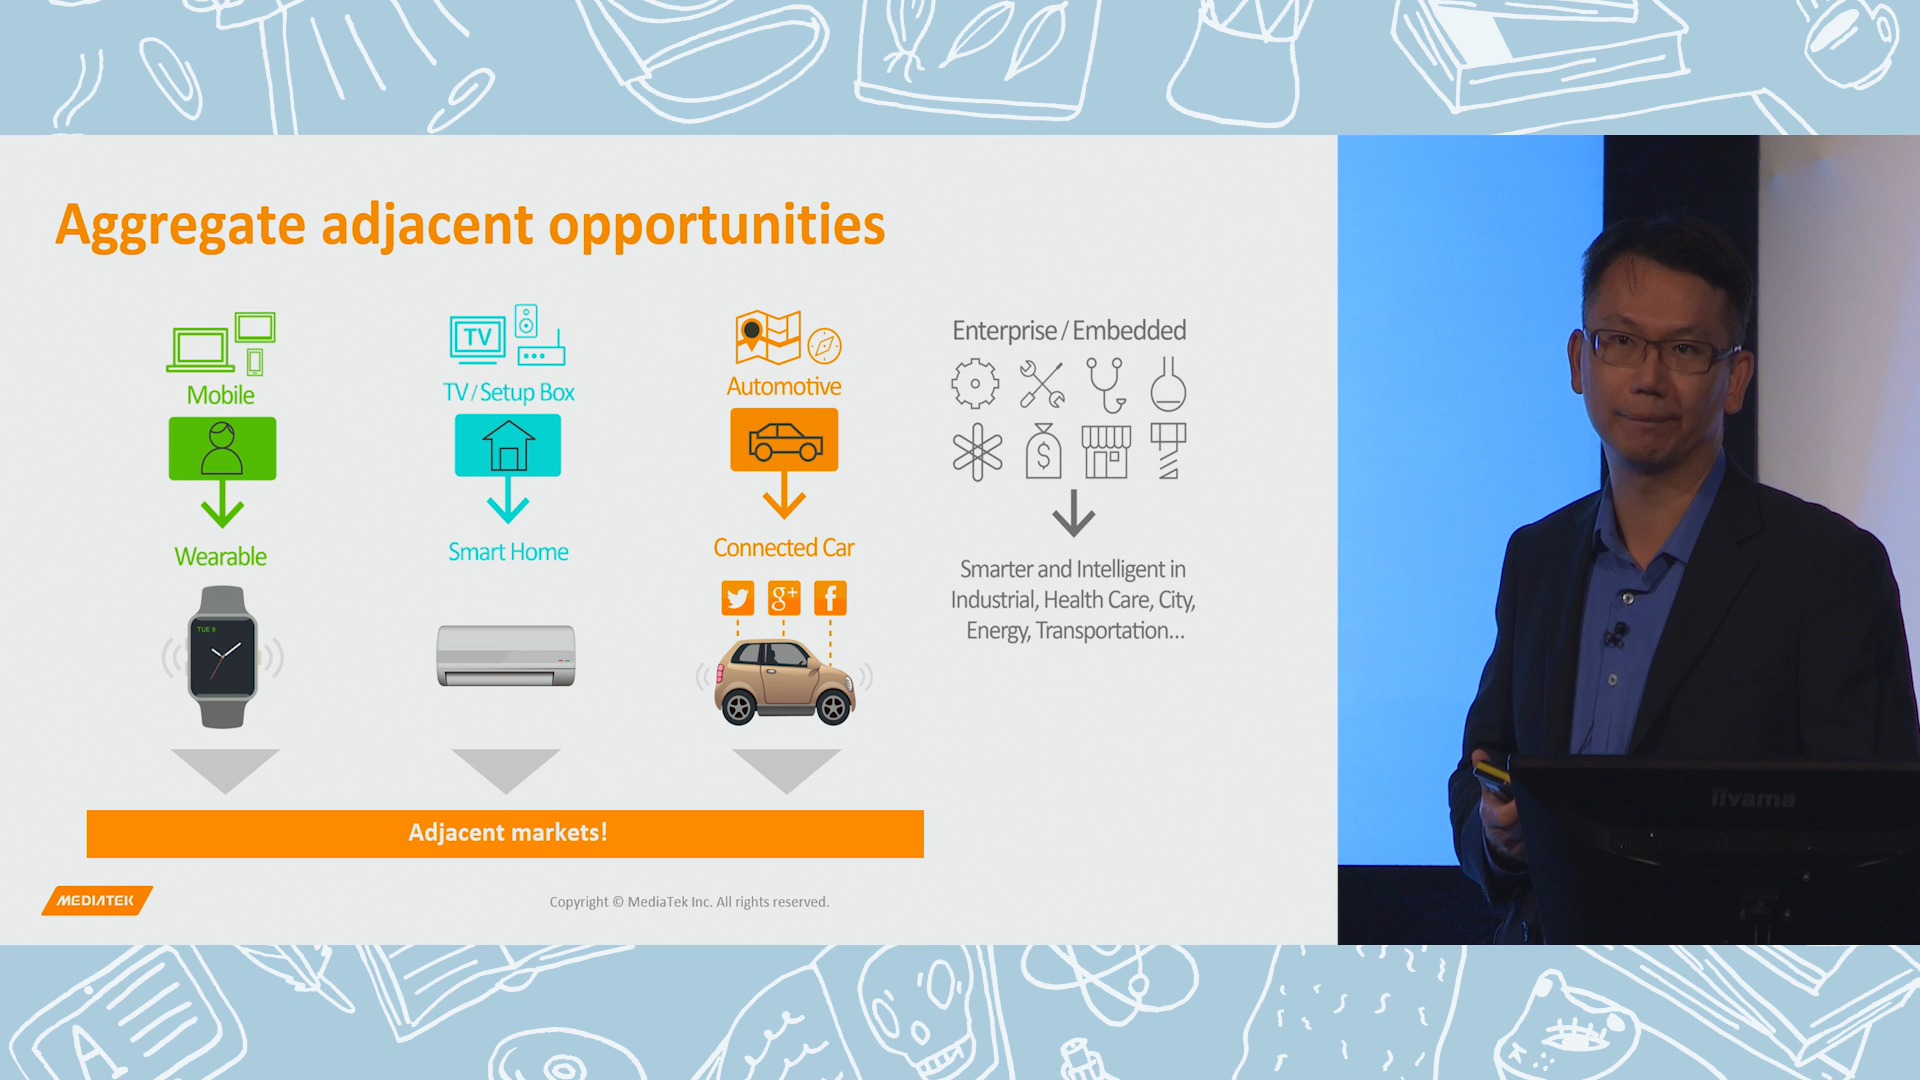 Aggregate adjacent opportunities
TV
Mobile
TV/Setup Box
Automotive
Enterprise/Embedded
$
Wearable
Smart Home
Connected Car
Smarter and Intelligent in
Industrial, Health Care, City,
Energy, Transportation...
g+
f
TUE 9
Adjacent markets!
MEDIATEK
Copyright © MediaTek Inc. All rights reserved.
iiyama
A